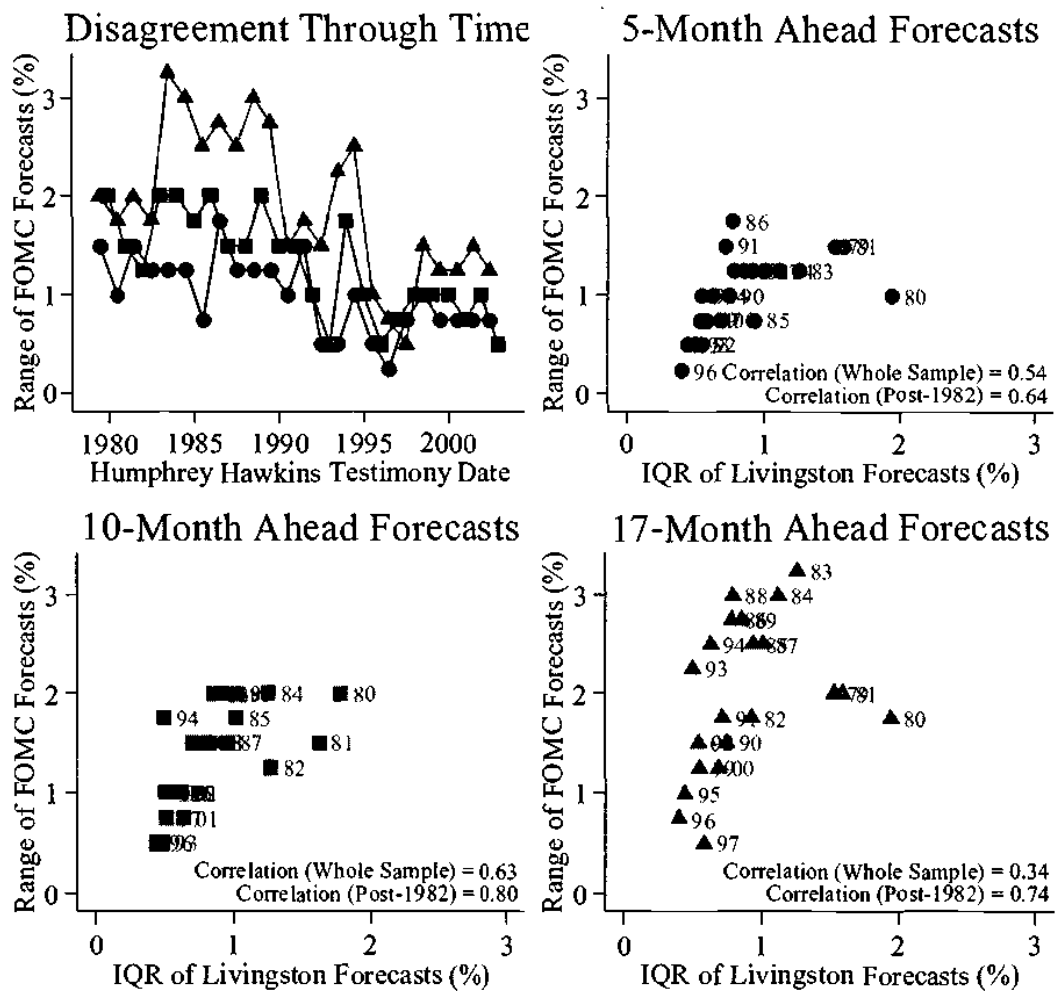 Disagreement Through Time
Range of FOMC Forecasts (%)
3
2
1
0
1980 1985 1990 1995 2000
Humphrey Hawkins Testimony Date
5-Month Ahead Forecasts
Range of FOMC Forecasts (%)
3
2
1
0
86
91
81
83
80
90
85
96 Correlation (Whole Sample) = 0.54
Correlation (Post-1982) = 0.64
0 1 2 3
IQR of Livingston Forecasts (%)
10-Month Ahead Forecasts
Range of FOMC Forecasts (%)
3
2
1
0
84 80
94 85
87 81
82
01
Correlation (Whole Sample) = 0.63
Correlation (Post-1982) = 0.80
0 1 2 3
IQR of Livingston Forecasts (%)
17-Month Ahead Forecasts
Range of FOMC Forecasts (%)
3
2
1
0
83
88 84
94 87
93
81
82 80
90
00
95
96
97
Correlation (Whole Sample) = 0.34
Correlation (Post-1982) = 0.74
0 1 2 3
IQR of Livingston Forecasts (%)